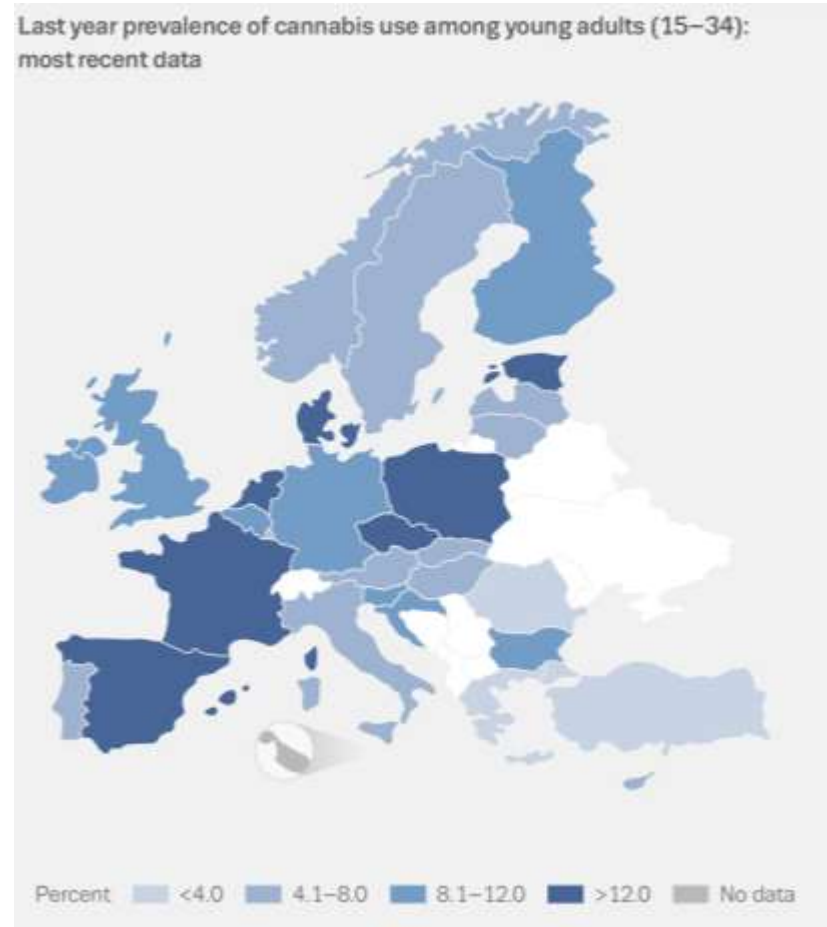 Last year prevalence of cannabis use among young adults (15–34):
most recent data
Percent <4.0 4.1–8.0 8.1–12.0 >12.0 No data